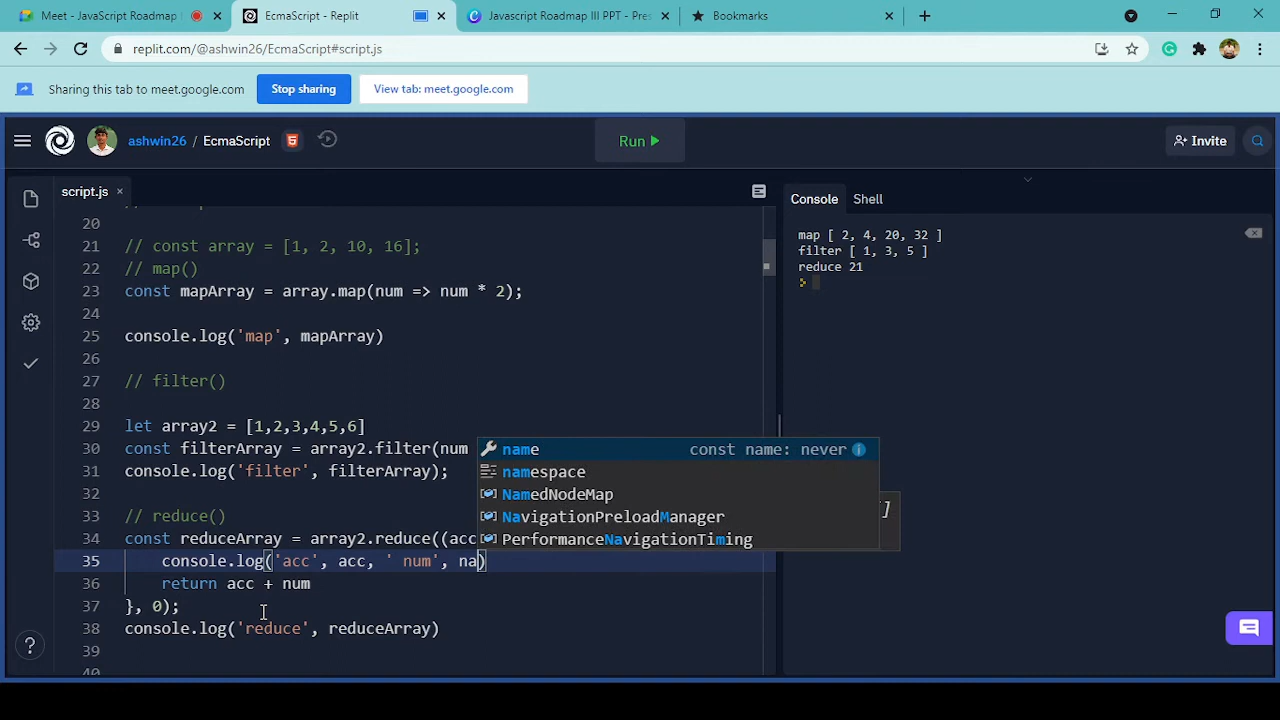 Meet - JavaScript Roadmap
EcmaScript - Replit
Javascript Roadmap III PPT - Pres
Bookmarks
replit.com/@ashwin26/EcmaScript#script.js
Sharing this tab to meet.google.com
Stop sharing
View tab: meet.google.com
ashwin26 / EcmaScript
Run
Invite
script.js
Console
Shell
20
21 // const array = [1, 2, 10, 16];
22 // map()
23 const mapArray = array.map(num => num * 2);
24
25 console.log('map', mapArray)
26
27 // filter()
28
29 let array2 = [1,2,3,4,5,6]
30 const filterArray = array2.filter(num
31 console.log('filter', filterArray);
32
33 // reduce()
34 const reduceArray = array2.reduce((acc
35 console.log('acc', acc, ' num', na)
36 return acc + num
37 }, 0);
38 console.log('reduce', reduceArray)
39
40
name const name: never
namespace
NamedNodeMap
NavigationPreloadManager
PerformanceNavigationTiming
[]
map [ 2, 4, 20, 32 ]
filter [ 1, 3, 5 ]
reduce 21